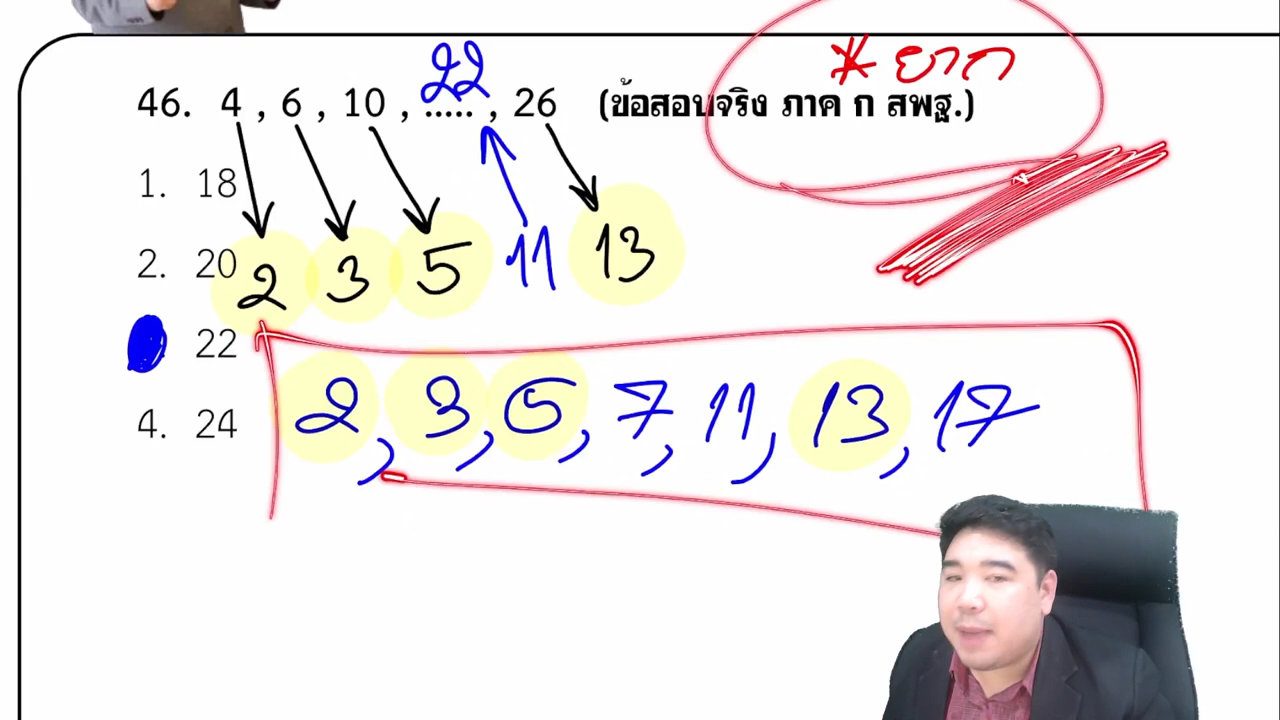 22
* ยาก
46. 4 , 6 , 10 , ..... , 26 (ข้อสอบจริง ภาค ก สพฐ.)
1. 18
2. 20
2 3 5 11 13
22
2, 3, 5, 7, 11, 13, 17
4. 24